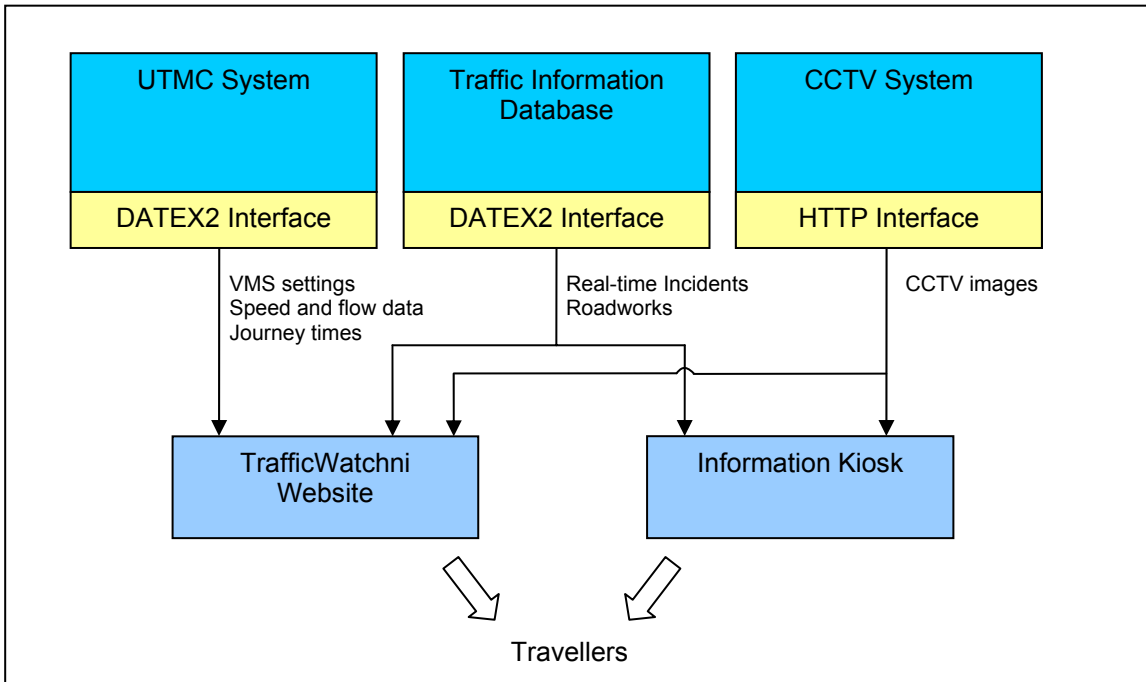 UTMC System
Traffic Information
Database
CCTV System
DATEX2 Interface
DATEX2 Interface
HTTP Interface
VMS settings
Speed and flow data
Journey times
Real-time Incidents
Roadworks
CCTV images
TrafficWatchni
Website
Information Kiosk
Travellers